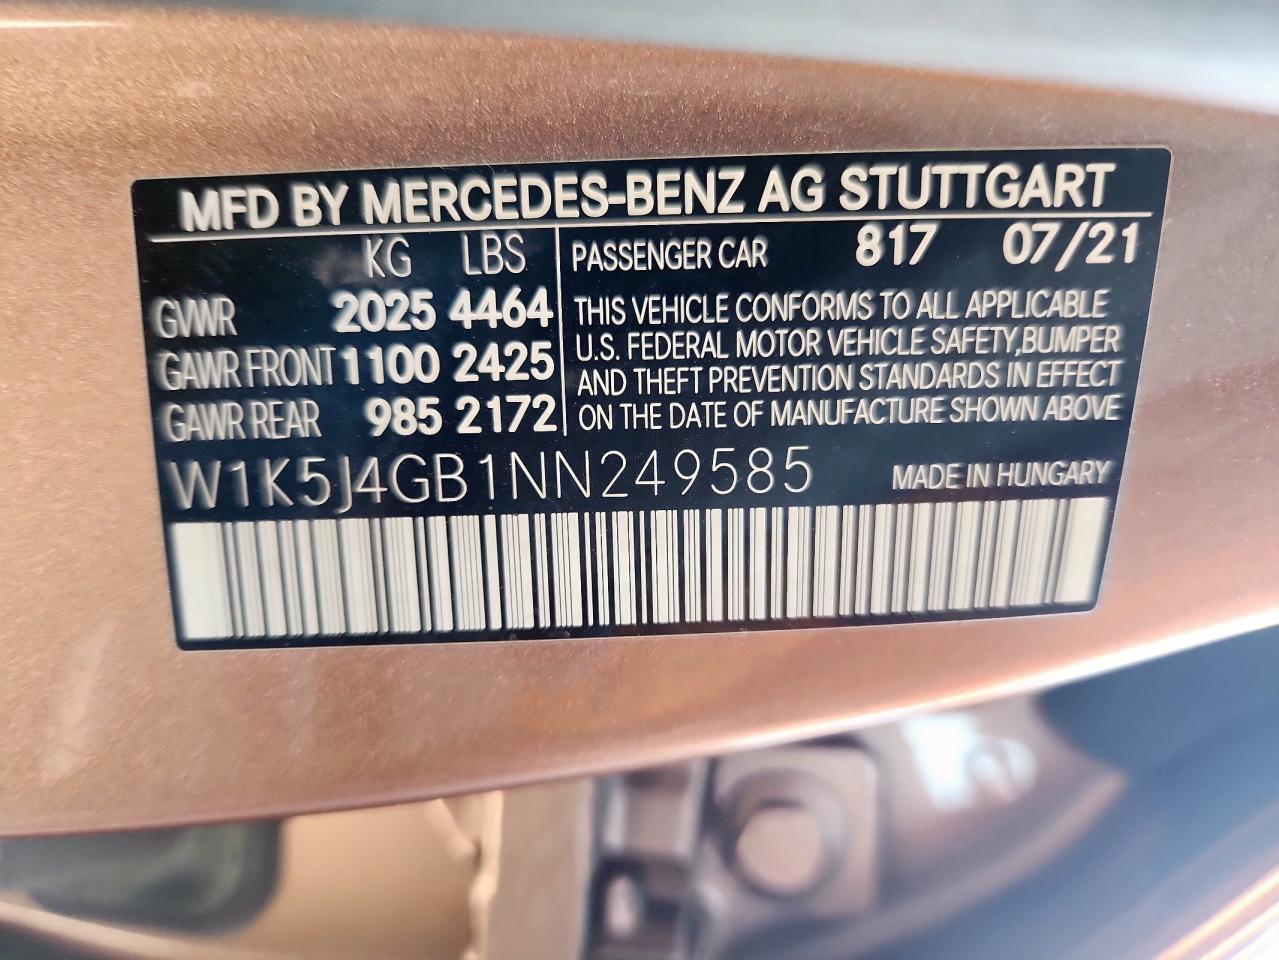 MFD BY MERCEDES-BENZ AG STUTTGART
KG LBS
GVWR 2025 4464
GAWR FRONT 1100 2425
GAWR REAR 985 2172
PASSENGER CAR 817 07/21
THIS VEHICLE CONFORMS TO ALL APPLICABLE
U.S. FEDERAL MOTOR VEHICLE SAFETY,BUMPER
AND THEFT PREVENTION STANDARDS IN EFFECT
ON THE DATE OF MANUFACTURE SHOWN ABOVE
W1K5J4GB1NN249585 MADE IN HUNGARY